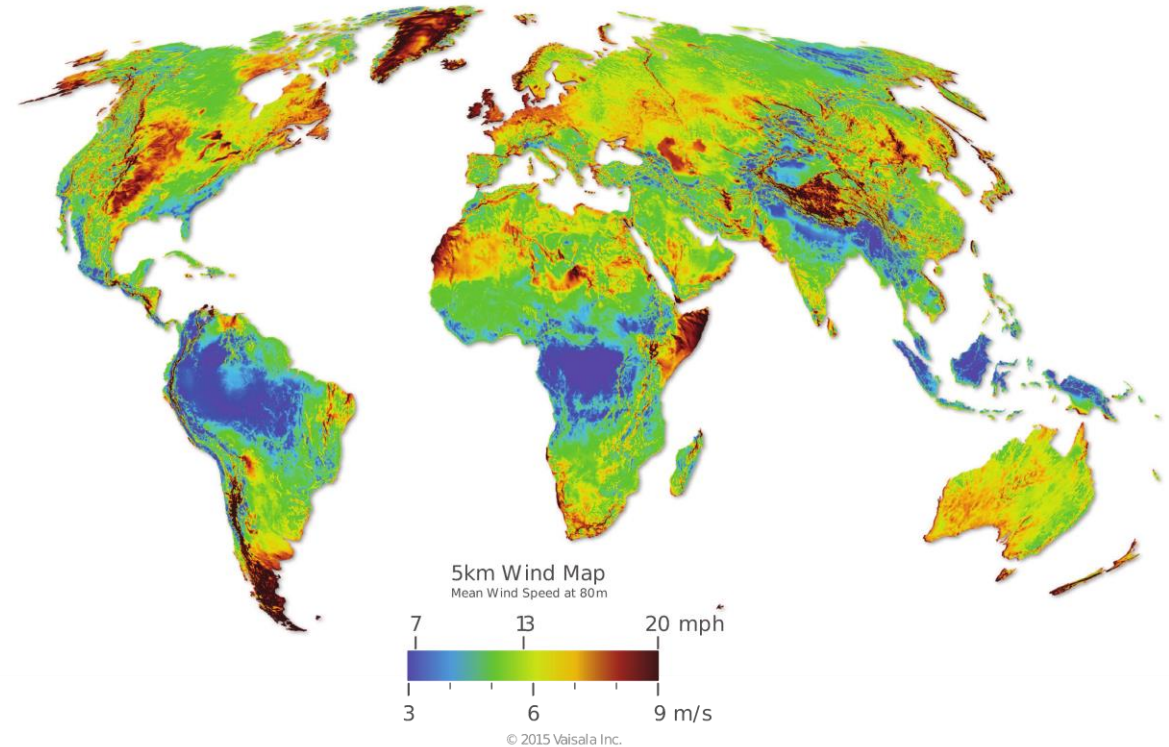 5km Wind Map
Mean Wind Speed at 80m
7 13 20 mph
3 6 9 m/s
© 2015 Vaisala Inc.